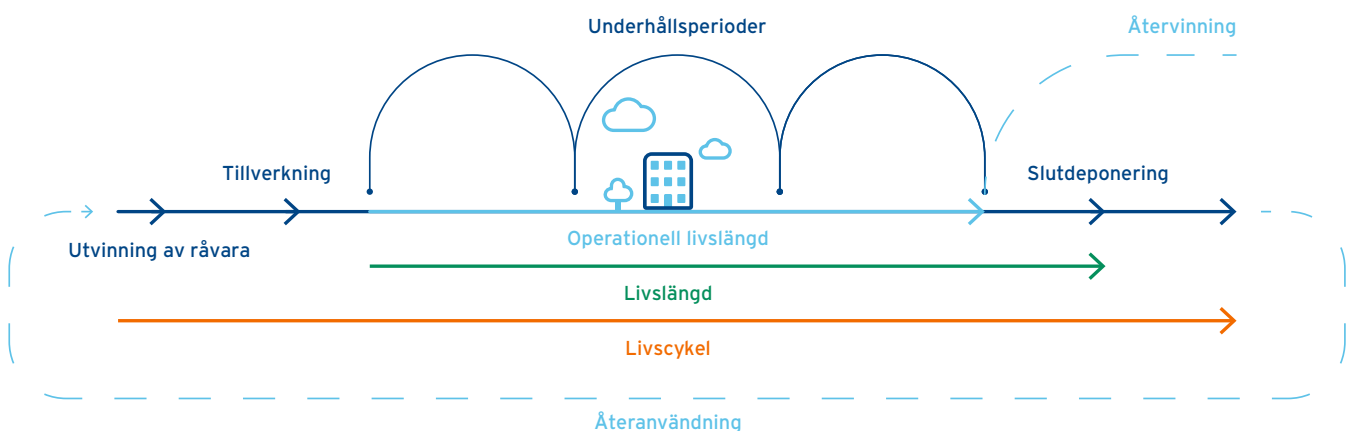 Underhållsperioder
Återvinning
Tillverkning
Slutdeponering
Utvinning av råvara
Operationell livslängd
Livslängd
Livscykel
Återanvändning